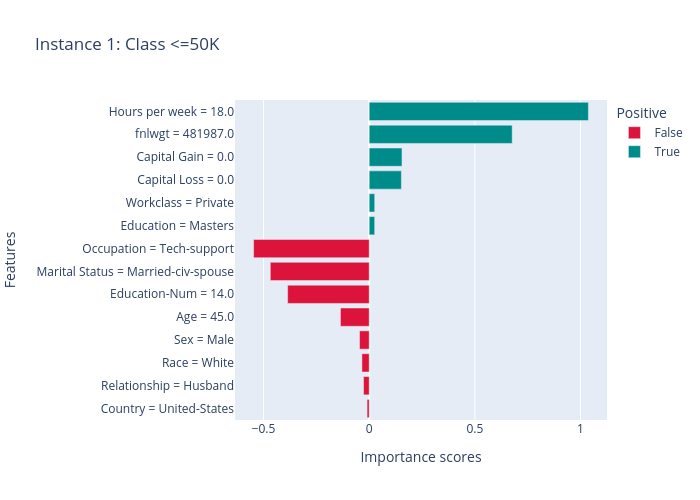 Instance 1: Class <=50K
Hours per week = 18.0
fnlwgt = 481987.0
Capital Gain = 0.0
Capital Loss = 0.0
Workclass = Private
Education = Masters
Occupation = Tech-support
Marital Status = Married-civ-spouse
Education-Num = 14.0
Age = 45.0
Sex = Male
Race = White
Relationship = Husband
Country = United-States
Features
−0.5
0
0.5
1
Importance scores
Positive
False
True